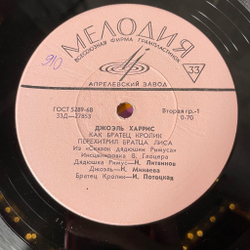 МЕЛОДИЯ
ВСЕСОЮЗНАЯ ФИРМА ГРАМПЛАСТИНОК
910
АПРЕЛЕВСКИЙ ЗАВОД
33
ГОСТ 5289-68
33Д—27853
Вторая гр.-1
0-70
ДЖОЭЛЬ ХАРРИС
КАК БРАТЕЦ КРОЛИК
ПЕРЕХИТРИЛ БРАТЦА ЛИСА
Из «Сказок дядюшки Римуса»
Инсценировка В. Глоцера
Дядюшка Римус—Н. Литвинов
Джоэль—Н. Минаева
Братец Кролик—И. Потоцкая